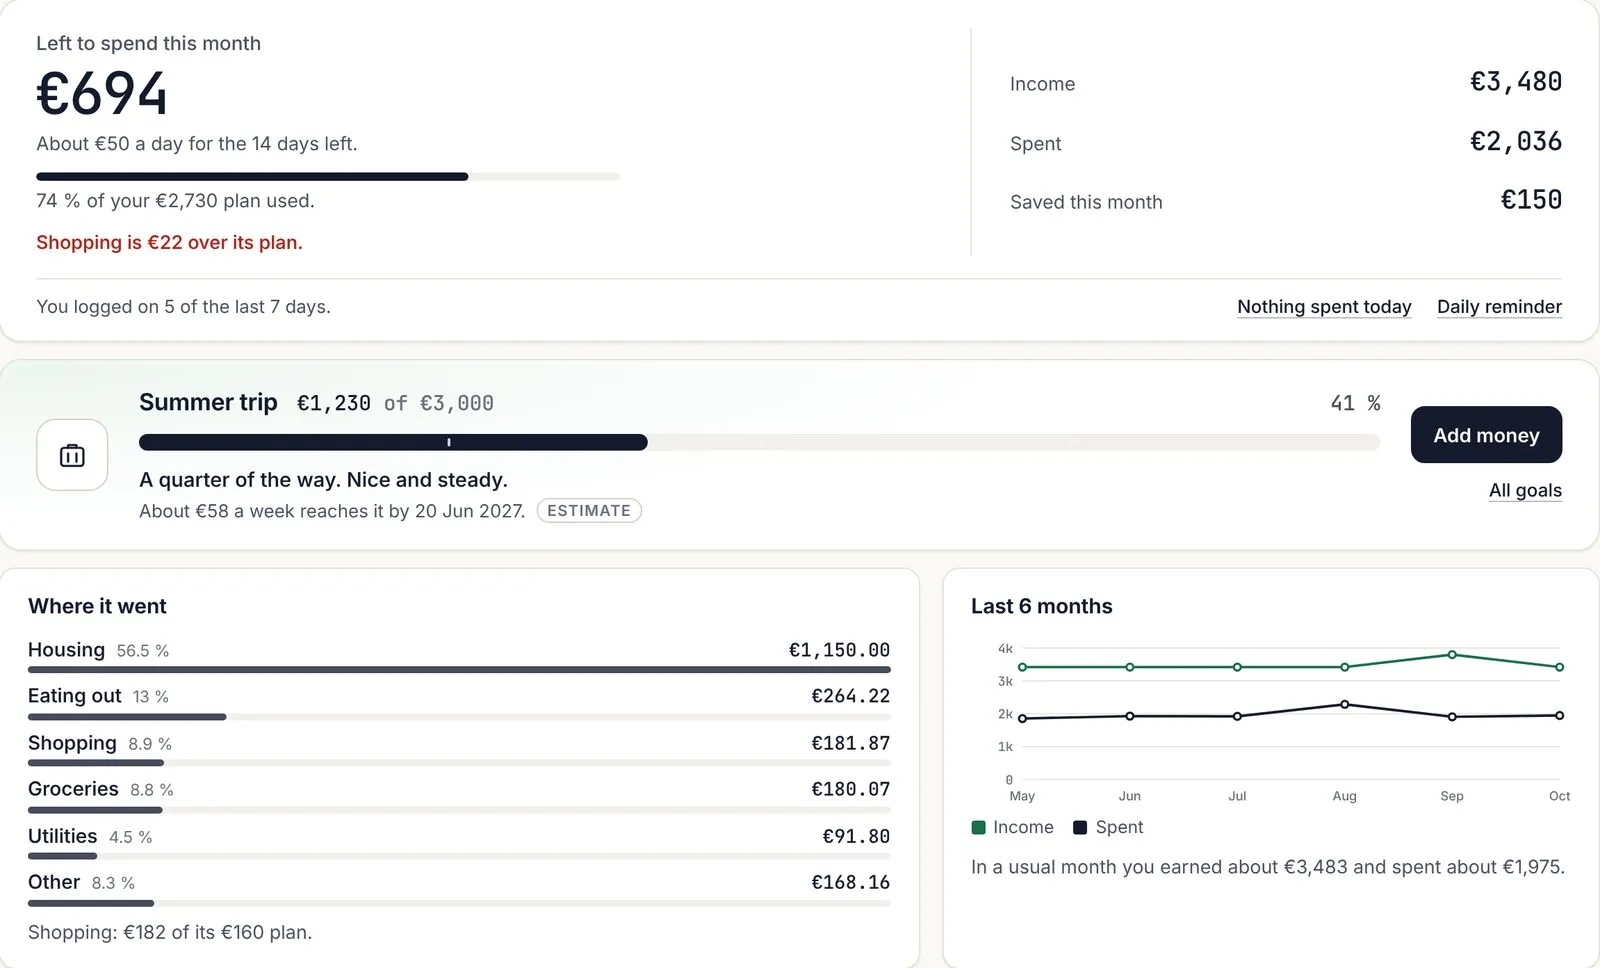 Left to spend this month
€694
About €50 a day for the 14 days left.
74 % of your €2,730 plan used.
Shopping is €22 over its plan.
Income €3,480
Spent €2,036
Saved this month €150
You logged on 5 of the last 7 days.
Nothing spent today Daily reminder
Summer trip €1,230 of €3,000 41 %
Add money
A quarter of the way. Nice and steady.
About €58 a week reaches it by 20 Jun 2027. ESTIMATE
All goals
Where it went
Housing 56.5 % €1,150.00
Eating out 13 % €264.22
Shopping 8.9 % €181.87
Groceries 8.8 % €180.07
Utilities 4.5 % €91.80
Other 8.3 % €168.16
Shopping: €182 of its €160 plan.
Last 6 months
4k
3k
2k
1k
0
May Jun Jul Aug Sep Oct
Income Spent
In a usual month you earned about €3,483 and spent about €1,975.